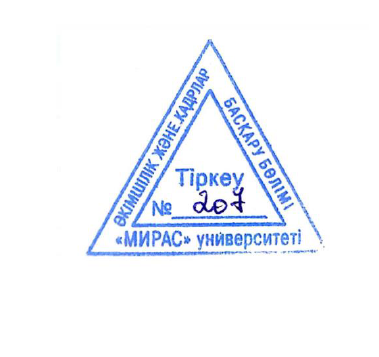 ӘКІМШІЛІК ЖӘНЕ КАДРЛАР
БАСҚАРУ БӨЛІМІ
Тіркеу
№ 207
«МИРАС» университеті